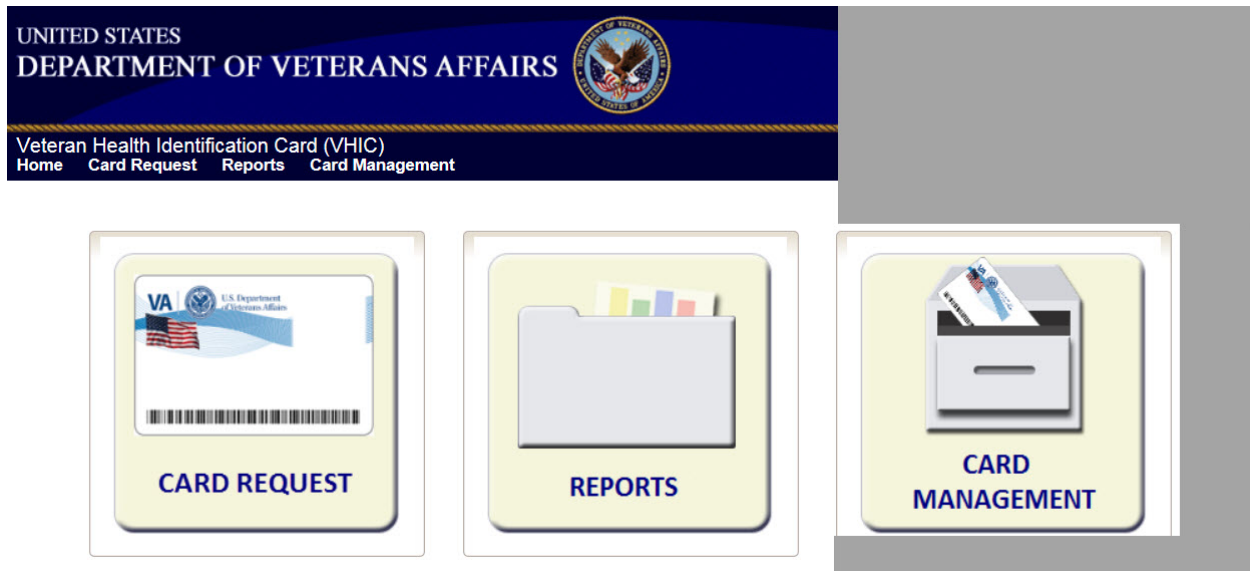 UNITED STATES
DEPARTMENT OF VETERANS AFFAIRS
Veteran Health Identification Card (VHIC)
Home Card Request Reports Card Management
VA
U.S. Department
of Veterans Affairs
CARD REQUEST
REPORTS
VA
CARD
MANAGEMENT